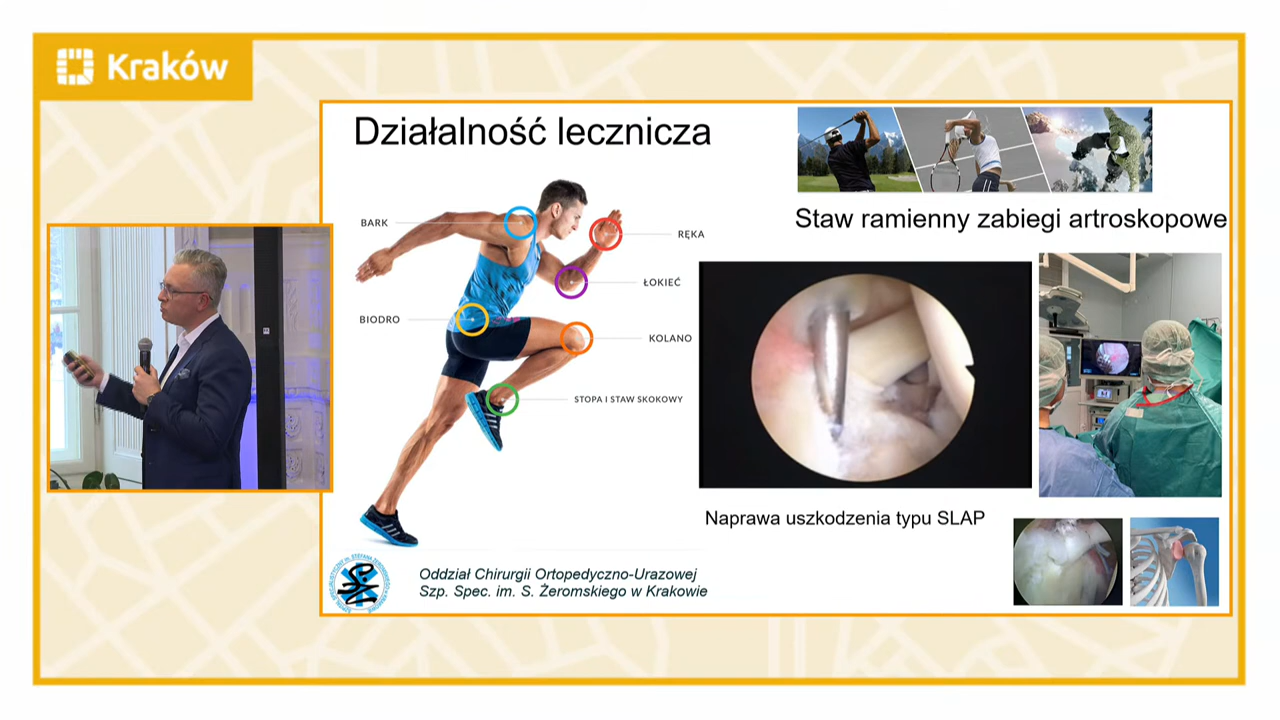 Kraków
Działalność lecznicza
Staw ramienny zabiegi artroskopowe
BARK
RĘKA
ŁOKIEĆ
BIODRO
KOLANO
STOPA I STAW SKOKOWY
Naprawa uszkodzenia typu SLAP
Oddział Chirurgii Ortopedyczno-Urazowej
Szp. Spec. im. S. Żeromskiego w Krakowie